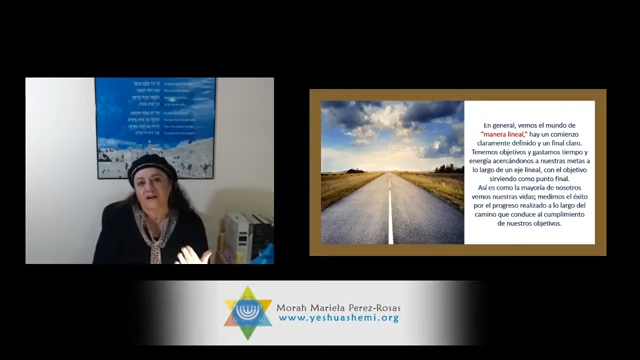 En general, vemos el mundo de
“manera lineal,” hay un comienzo
claramente definido y un final claro.
Tenemos objetivos y gastamos tiempo y
energía acercándonos a nuestras metas a
lo largo de un eje lineal, con el objetivo
sirviendo como punto final.
Así es como la mayoría de nosotros
vemos nuestras vidas; medimos el éxito
por el progreso realizado a lo largo del
camino que conduce al cumplimiento
de nuestros objetivos.
Morah Mariela Perez-Rosas
www.yeshuashemi.org